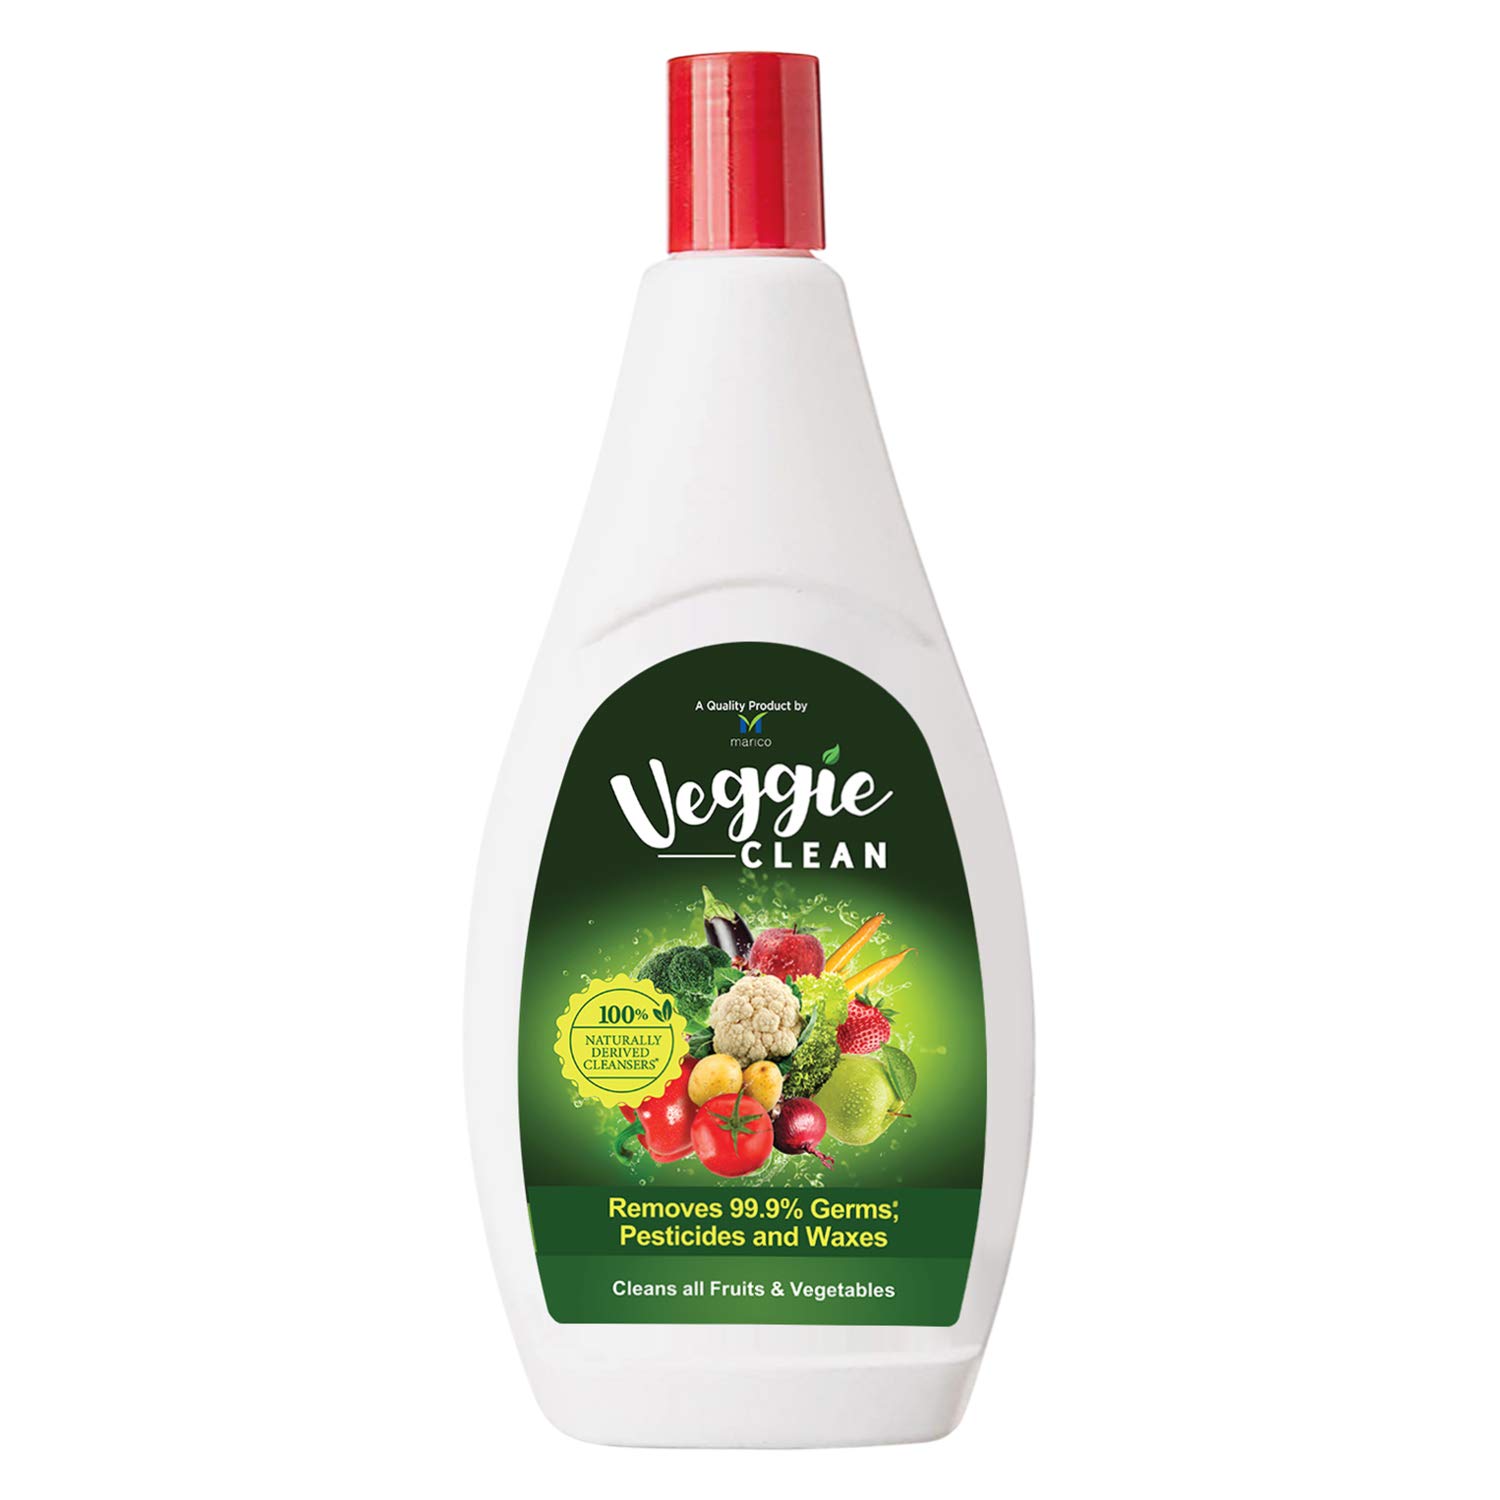 A Quality Product by
marico
Veggie
CLEAN
100%
NATURALLY
DERIVED
CLEANSERS*
Removes 99.9% Germs*,
Pesticides and Waxes
Cleans all Fruits & Vegetables